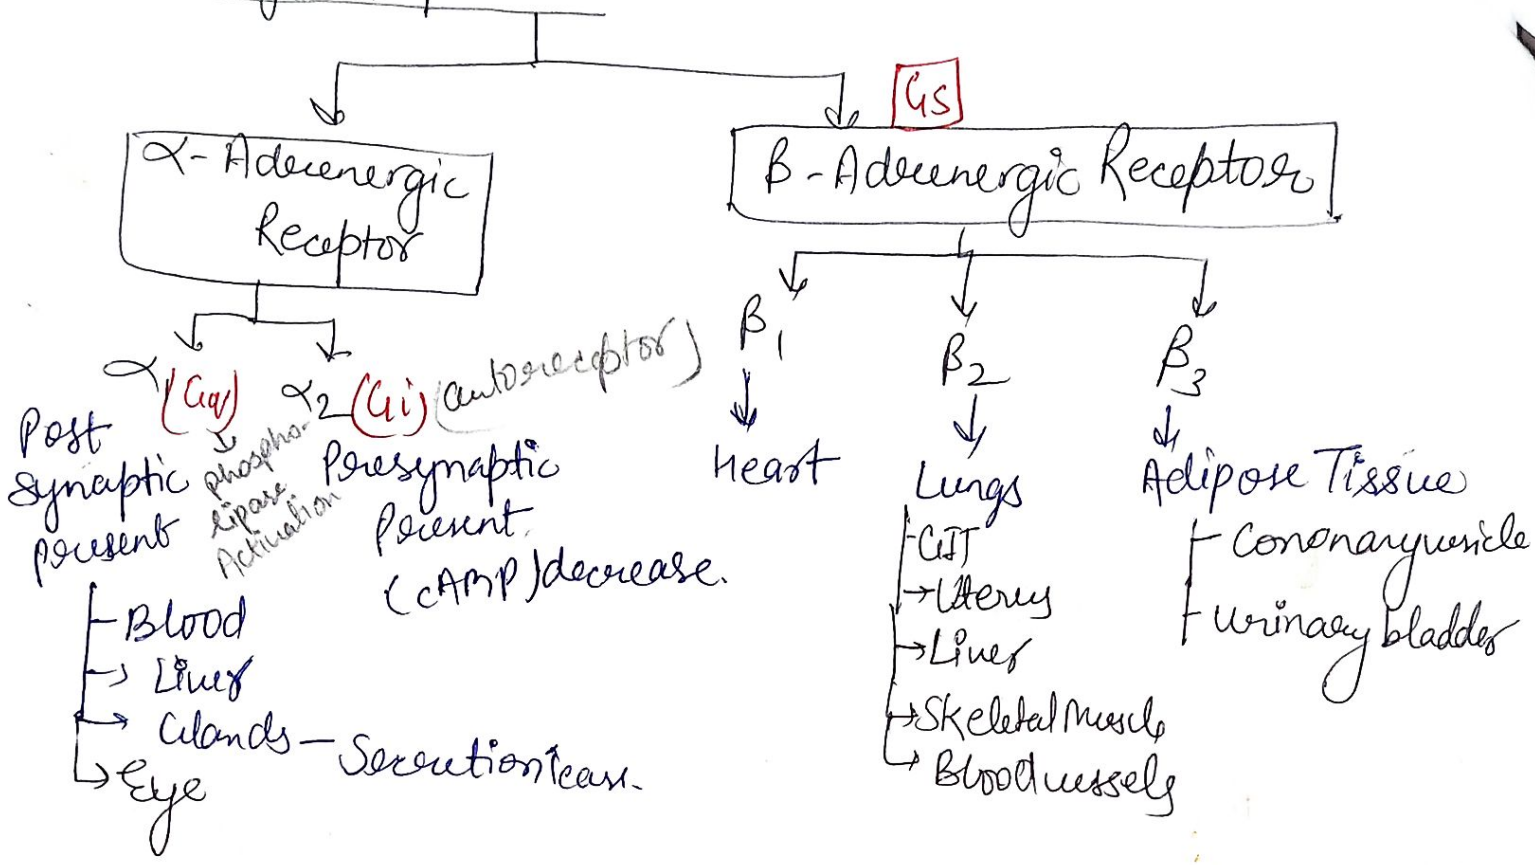 Gs
α-Adrenergic
Receptor
β-Adrenergic Receptor
α (Gq)
α2 (Gi) (autoreceptor)
Post
Synaptic
present
phospho-
lipase
Activation
Presynaptic
Present.
(cAMP) decrease.
Blood
Liver
Glands – Secretion
Eye
β1
Heart
β2
Lungs
GIT
Uterus
Liver
Skeletal Muscle
Blood vessels
β3
Adipose Tissue
Urinary bladder